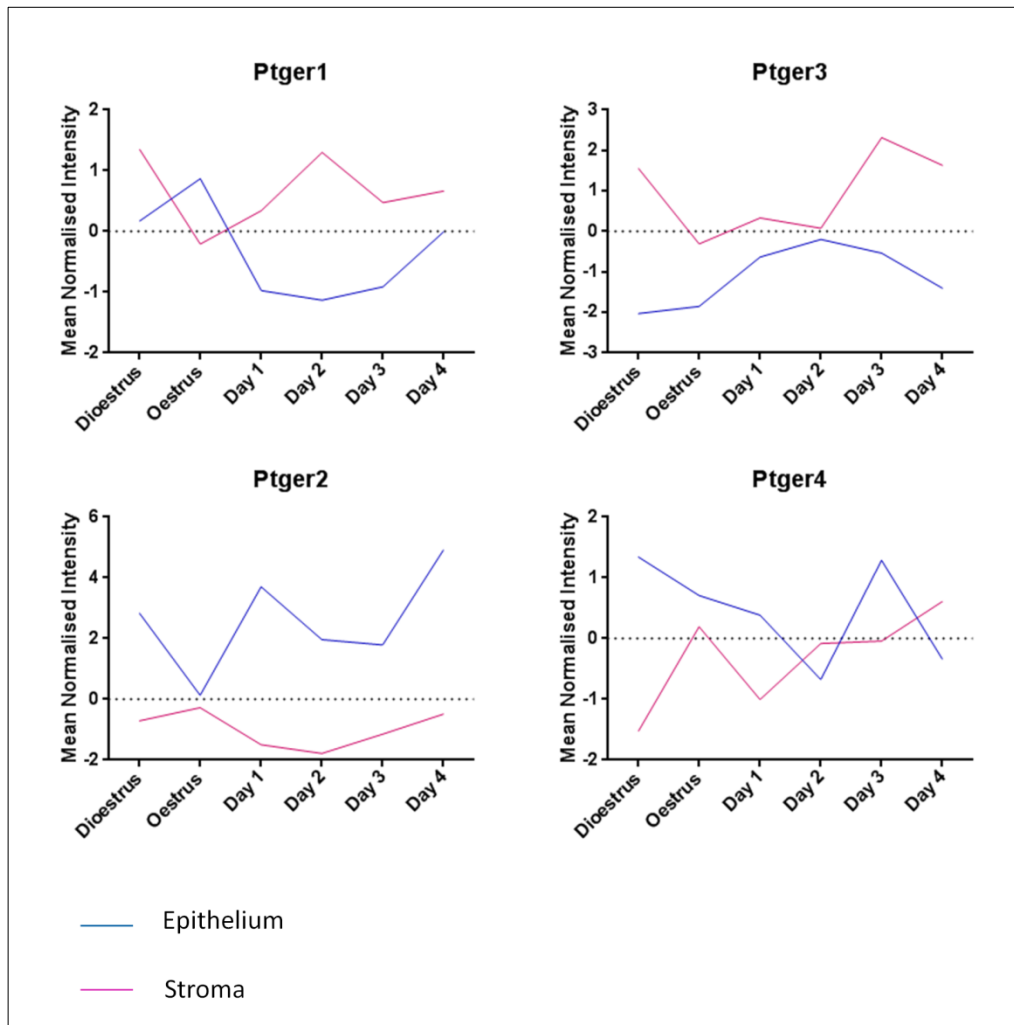 Ptger1
Mean Normalised Intensity
2
1
0
-1
-2
Dioestrus
Oestrus
Day 1
Day 2
Day 3
Day 4
Ptger3
Mean Normalised Intensity
3
2
1
0
-1
-2
-3
Dioestrus
Oestrus
Day 1
Day 2
Day 3
Day 4
Ptger2
Mean Normalised Intensity
6
4
2
0
-2
Dioestrus
Oestrus
Day 1
Day 2
Day 3
Day 4
Ptger4
Mean Normalised Intensity
2
1
0
-1
-2
Dioestrus
Oestrus
Day 1
Day 2
Day 3
Day 4
Epithelium
Stroma